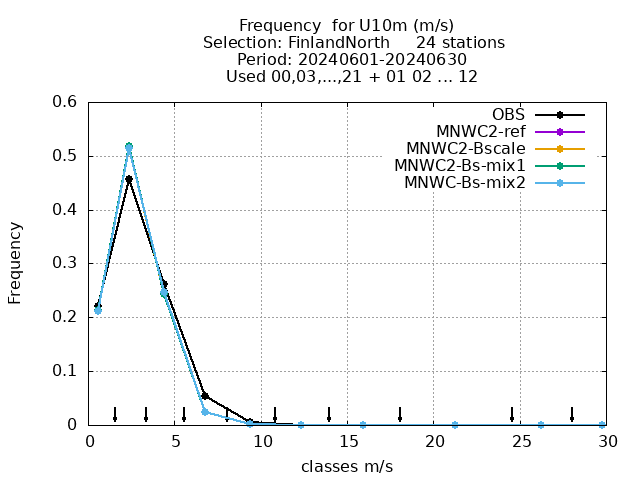 Frequency  for U10m (m/s)
Selection: FinlandNorth     24 stations
Period: 20240601-20240630
Used 00,03,...,21 + 01 02 ... 12
OBS
MNWC2-ref
MNWC2-Bscale
MNWC2-Bs-mix1
MNWC-Bs-mix2
Frequency
0.6
0.5
0.4
0.3
0.2
0.1
0
0 5 10 15 20 25 30
classes m/s